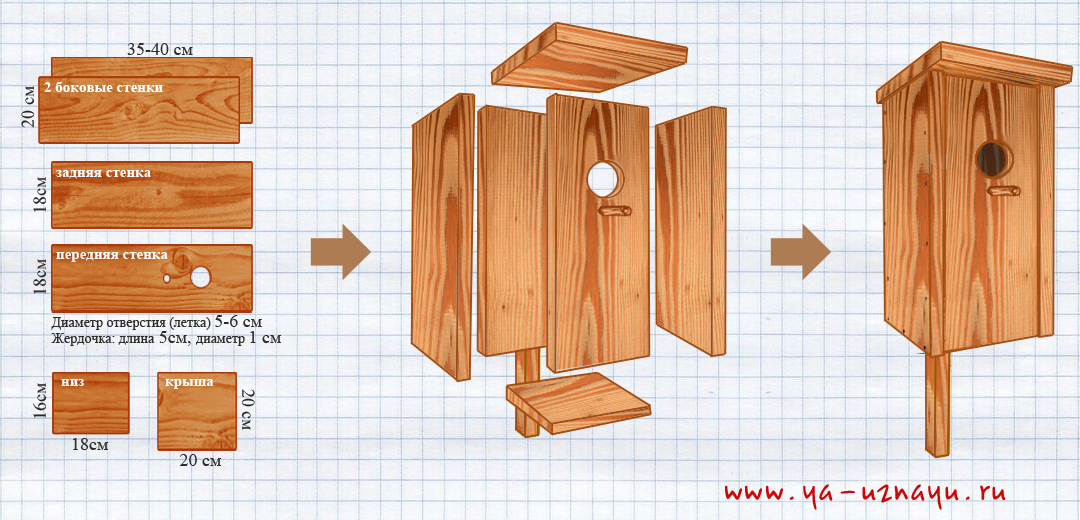 35-40 см
20 см
2 боковые стенки
18см
задняя стенка
18см
передняя стенка
Диаметр отверстия (летка) 5-6 см
Жердочка: длина 5см, диаметр 1 см
16см
низ
18см
крыша
20 см
20 см
www.ya-uznayu.ru